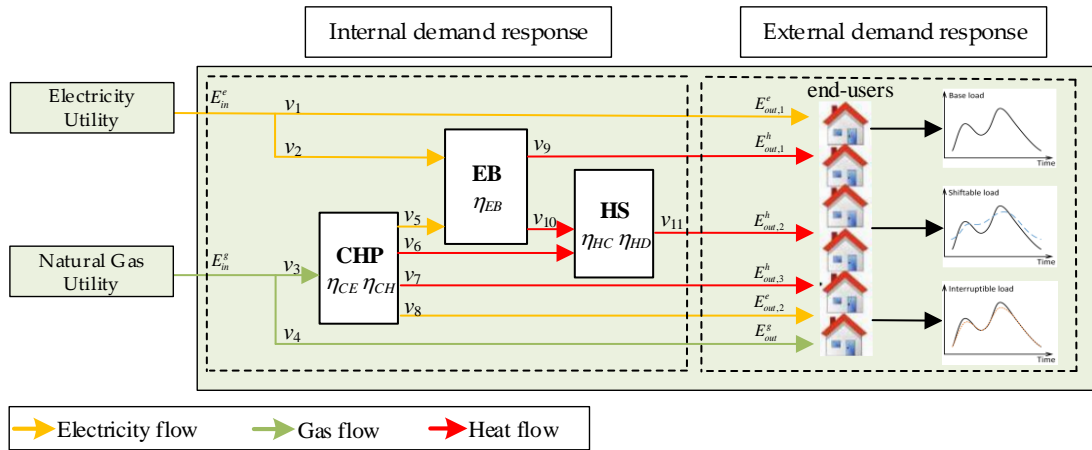 Internal demand response
External demand response
Electricity
Utility
Natural Gas
Utility
E_in^e
v1
v2
E_in^g
v3
v4
CHP
ηCE ηCH
v5
v6
v7
v8
EB
ηEB
v9
v10
HS
ηHC ηHD
v11
E_out,1^e
E_out,1^h
E_out,2^h
E_out,3^h
E_out,2^e
E_out^g
end-users
Base load
Time
Shiftable load
Time
Interruptible load
Time
Electricity flow
Gas flow
Heat flow